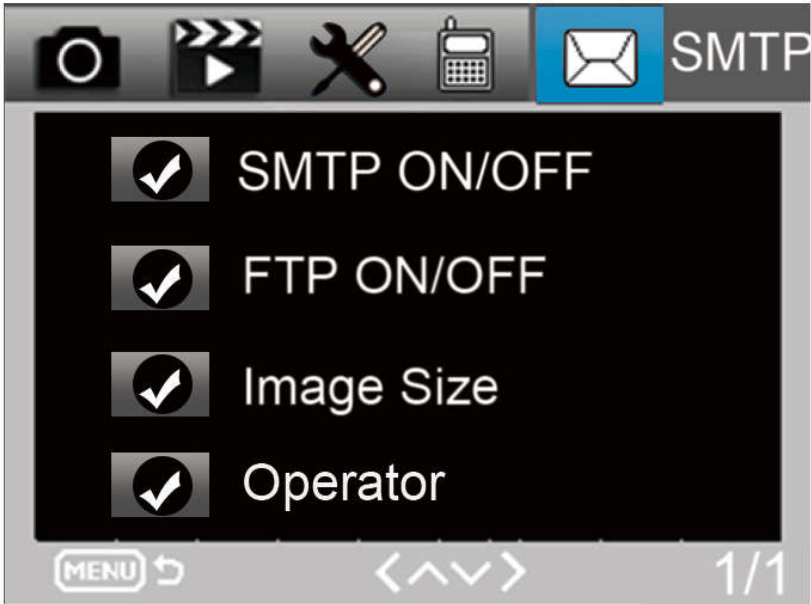 SMTP
SMTP ON/OFF
FTP ON/OFF
Image Size
Operator
MENU
1/1